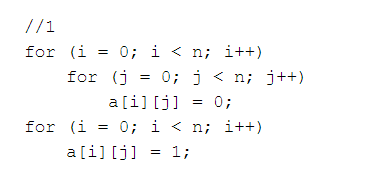 //1
for (i = 0; i < n; i++)
    for (j = 0; j < n; j++)
        a[i][j] = 0;
for (i = 0; i < n; i++)
    a[i][j] = 1;